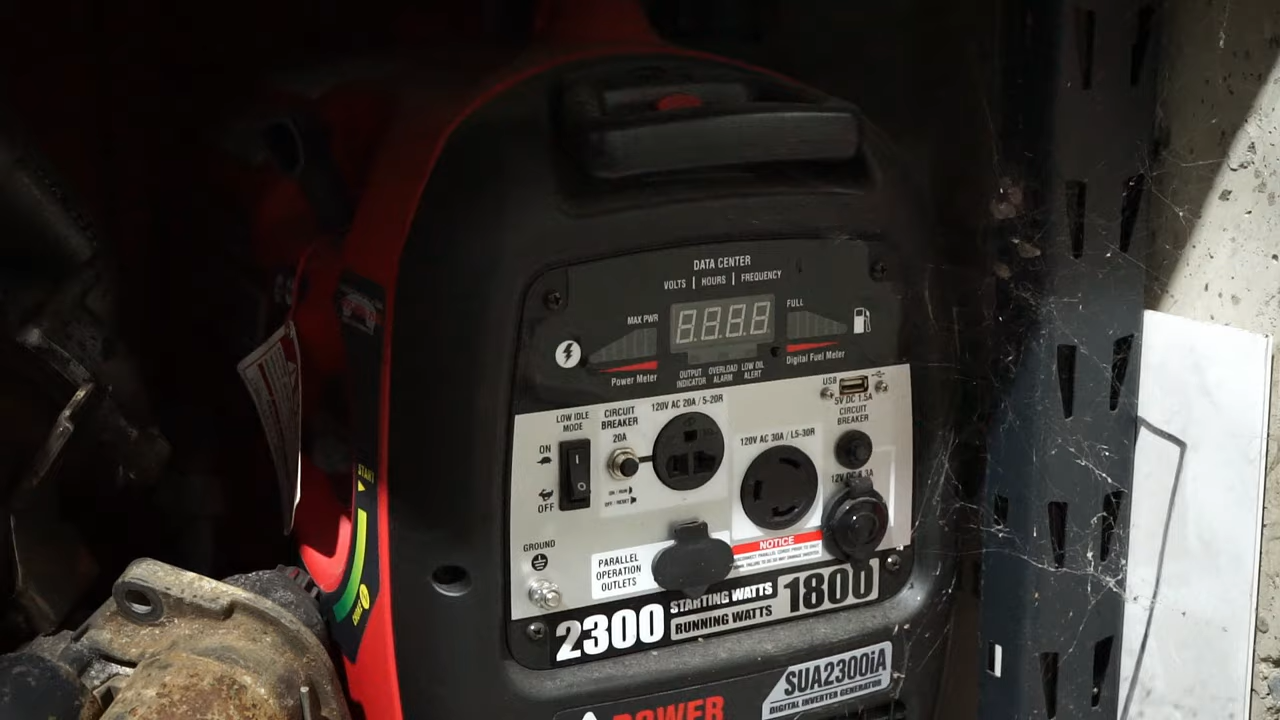 DATA CENTER
VOLTS | HOURS | FREQUENCY
MAX PWR
8.8.8.8
FULL
Power Meter
OUTPUT INDICATOR
OVERLOAD ALARM
LOW OIL ALERT
Digital Fuel Meter
USB
5V DC 1.5A
LOW IDLE
MODE
ON
OFF
CIRCUIT
BREAKER
20A
120V AC 20A / 5-20R
120V AC 30A / L5-30R
CIRCUIT
BREAKER
GROUND
PARALLEL
OPERATION
OUTLETS
NOTICE
2300 STARTING WATTS
RUNNING WATTS 1800
SUA2300iA
DIGITAL INVERTER GENERATOR
POWER
START